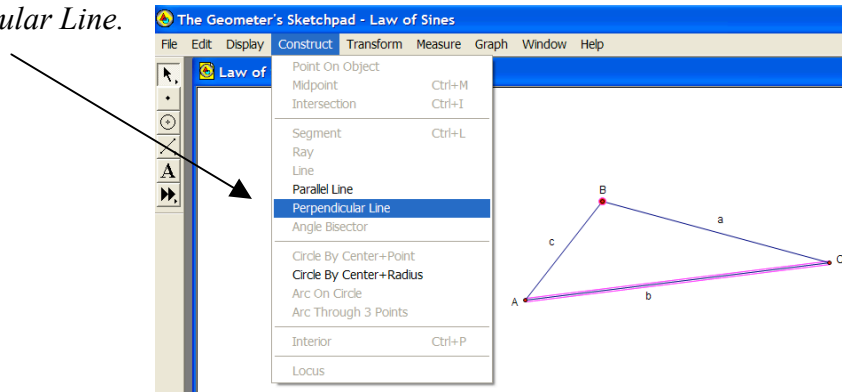 ular Line.
The Geometer's Sketchpad - Law of Sines
File Edit Display Construct Transform Measure Graph Window Help
Law of
Point On Object
Midpoint Ctrl+M
Intersection Ctrl+I
Segment Ctrl+L
Ray
Line
Parallel Line
Perpendicular Line
Angle Bisector
Circle By Center+Point
Circle By Center+Radius
Arc On Circle
Arc Through 3 Points
Interior Ctrl+P
Locus
A
B
a
c
C
A
b